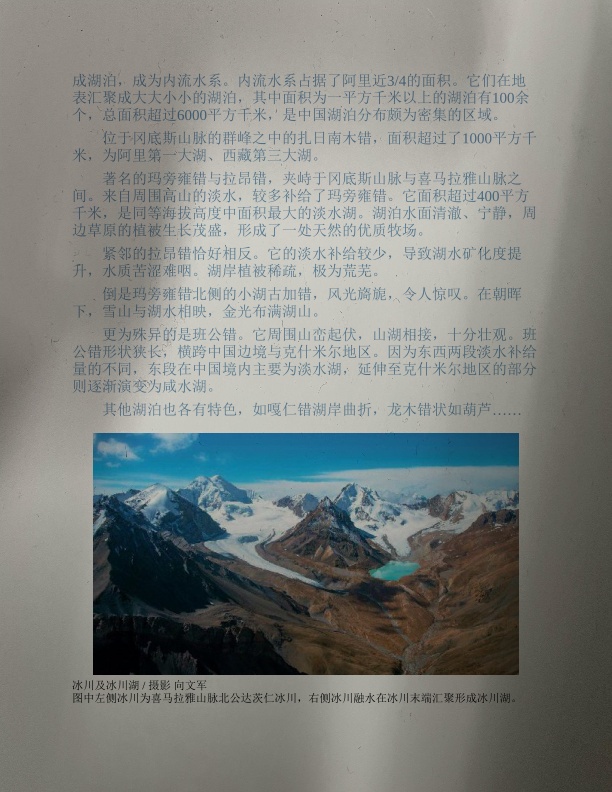 成湖泊，成为内流水系。内流水系占据了阿里近3/4的面积。它们在地
表汇聚成大大小小的湖泊，其中面积为一平方千米以上的湖泊有100余
个，总面积超过6000平方千米，是中国湖泊分布颇为密集的区域。
位于冈底斯山脉的群峰之中的扎日南木错，面积超过了1000平方千
米，为阿里第一大湖、西藏第三大湖。
著名的玛旁雍错与拉昂错，夹峙于冈底斯山脉与喜马拉雅山脉之
间。来自周围高山的淡水，较多补给了玛旁雍错。它面积超过400平方
千米，是同等海拔高度中面积最大的淡水湖。湖泊水面清澈、宁静，周
边草原的植被生长茂盛，形成了一处天然的优质牧场。
紧邻的拉昂错恰好相反。它的淡水补给较少，导致湖水矿化度提
升，水质苦涩难咽。湖岸植被稀疏，极为荒芜。
倒是玛旁雍错北侧的小湖古加错，风光旖旎，令人惊叹。在朝晖
下，雪山与湖水相映，金光布满湖山。
更为殊异的是班公错。它周围山峦起伏，山湖相接，十分壮观。班
公错形状狭长，横跨中国边境与克什米尔地区。因为东西两段淡水补给
量的不同，东段在中国境内主要为淡水湖，延伸至克什米尔地区的部分
则逐渐演变为咸水湖。
其他湖泊也各有特色，如嘎仁错湖岸曲折，龙木错状如葫芦……
冰川及冰川湖 / 摄影 向文军
图中左侧冰川为喜马拉雅山脉北公达茨仁冰川，右侧冰川融水在冰川末端汇聚形成冰川湖。